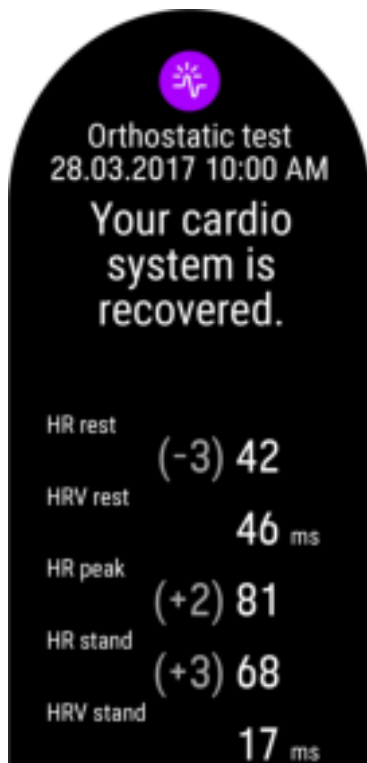 Orthostatic test
28.03.2017 10:00 AM
Your cardio
system is
recovered.
HR rest
(-3) 42
HRV rest
46 ms
HR peak
(+2) 81
HR stand
(+3) 68
HRV stand
17 ms